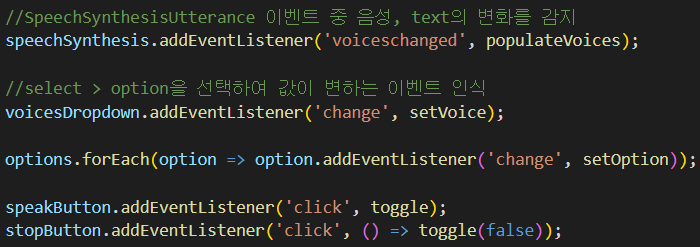 //SpeechSynthesisUtterance 이벤트 중 음성, text의 변화를 감지
speechSynthesis.addEventListener('voiceschanged', populateVoices);
//select > option을 선택하여 값이 변하는 이벤트 인식
voicesDropdown.addEventListener('change', setVoice);
options.forEach(option => option.addEventListener('change', setOption));
speakButton.addEventListener('click', toggle);
stopButton.addEventListener('click', () => toggle(false));